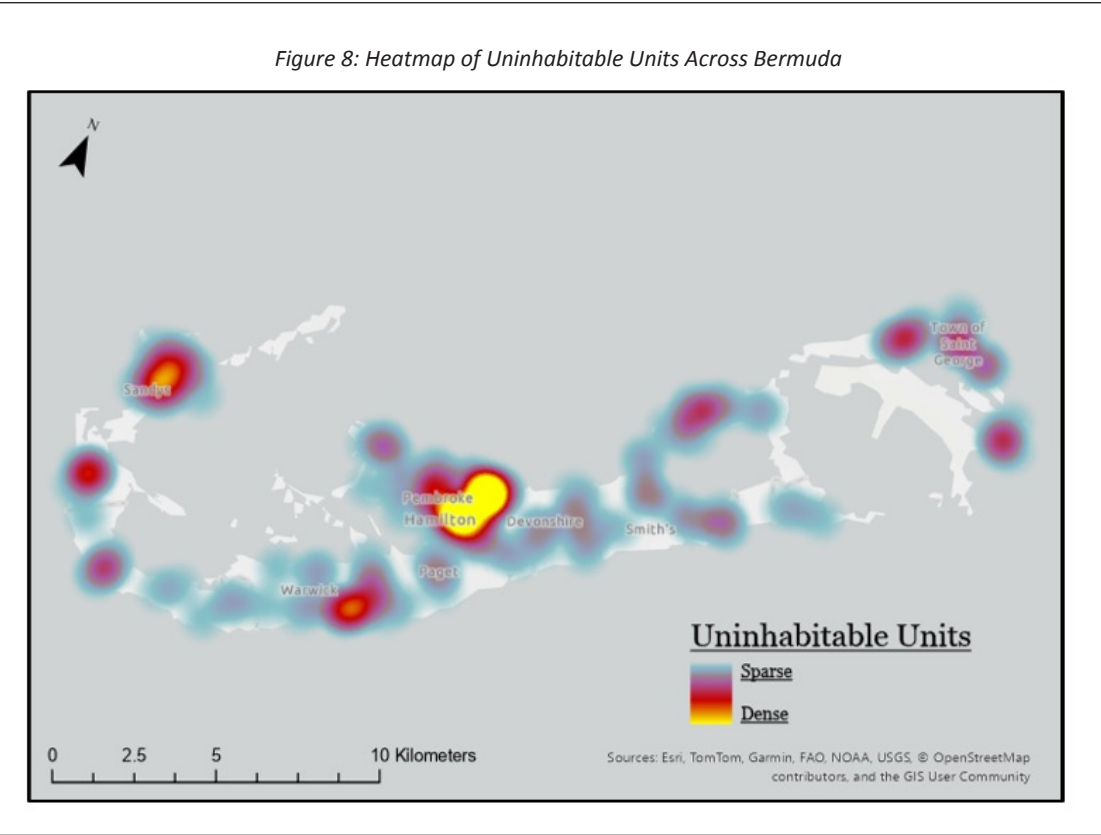 Figure 8: Heatmap of Uninhabitable Units Across Bermuda
N
Town of
Saint
George
Sandys
Pembroke
Hamilton
Devonshire
Smith's
Paget
Warwick
Uninhabitable Units
Sparse
Dense
0 2.5 5 10 Kilometers
Sources: Esri, TomTom, Garmin, FAO, NOAA, USGS, © OpenStreetMap
contributors, and the GIS User Community